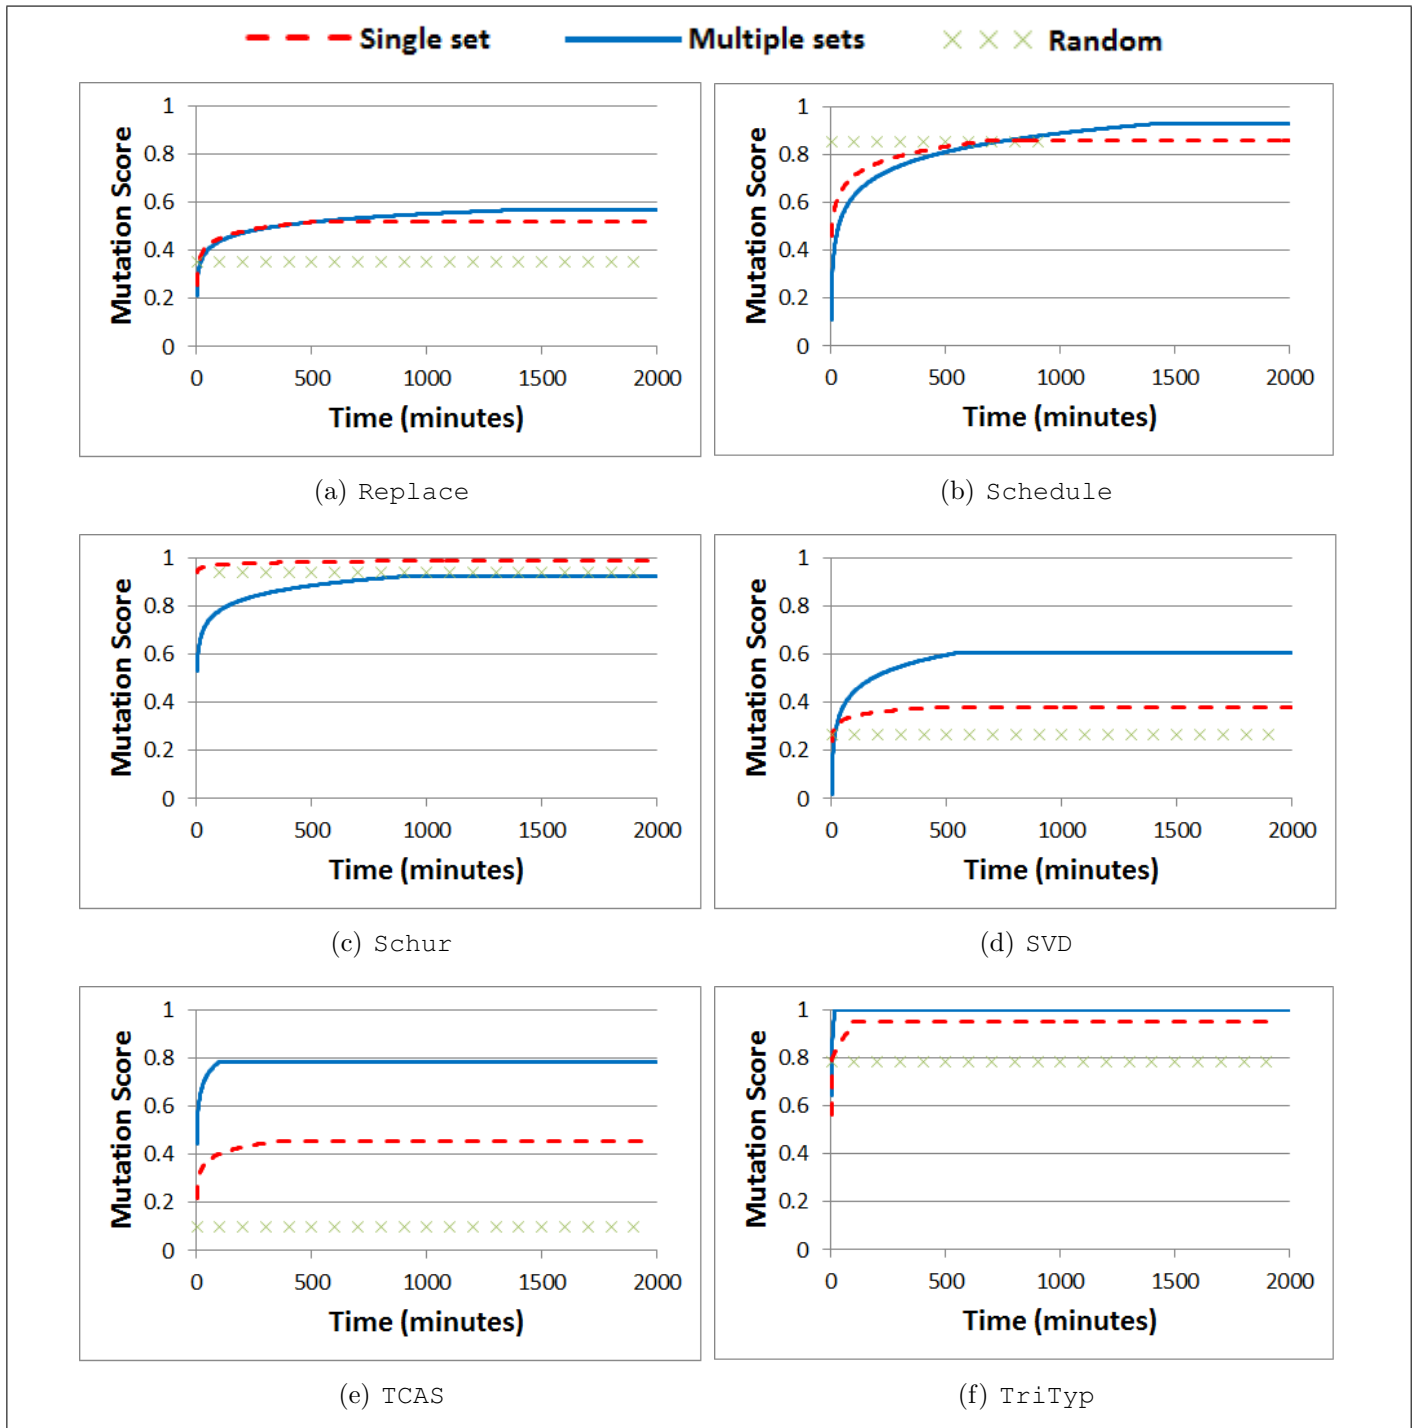 Single set Multiple sets Random
Mutation Score
1
0.8
0.6
0.4
0.2
0
0 500 1000 1500 2000
Time (minutes)
(a) Replace
Mutation Score
1
0.8
0.6
0.4
0.2
0
0 500 1000 1500 2000
Time (minutes)
(b) Schedule
Mutation Score
1
0.8
0.6
0.4
0.2
0
0 500 1000 1500 2000
Time (minutes)
(c) Schur
Mutation Score
1
0.8
0.6
0.4
0.2
0
0 500 1000 1500 2000
Time (minutes)
(d) SVD
Mutation Score
1
0.8
0.6
0.4
0.2
0
0 500 1000 1500 2000
Time (minutes)
(e) TCAS
Mutation Score
1
0.8
0.6
0.4
0.2
0
0 500 1000 1500 2000
Time (minutes)
(f) TriTyp